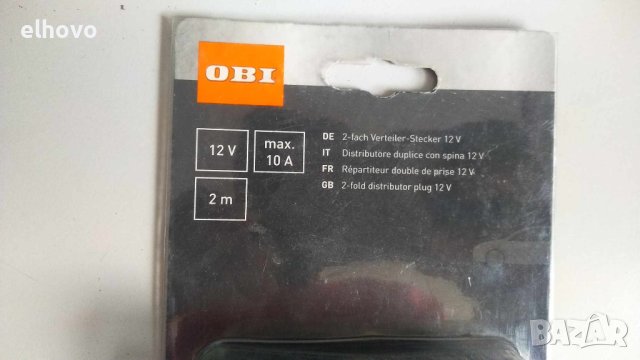 elhovo
OBI
12 V
max.
10 A
2 m
DE 2-fach Verteiler-Stecker 12 V
IT Distributore duplice con spina 12 V
FR Répartiteur double de prise 12 V
GB 2-fold distributor plug 12 V
BAZAR